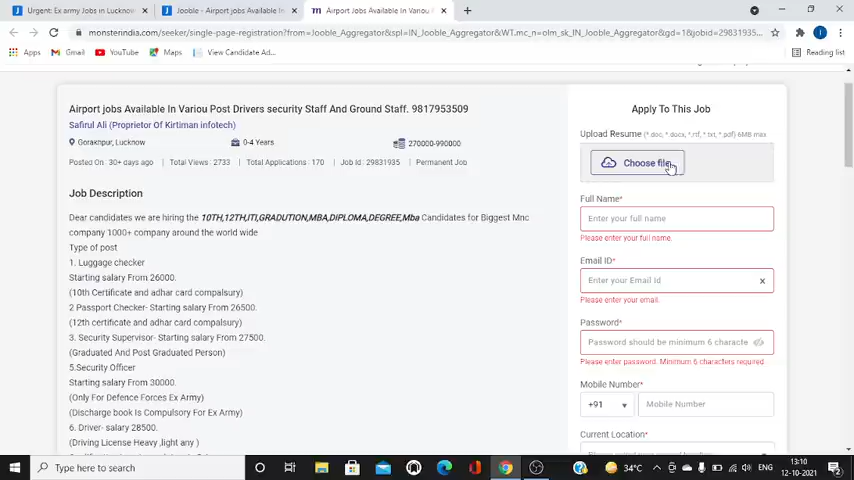 Urgent: Ex army Jobs in Lucknow
Jooble - Airport jobs Available In
Airport jobs Available In Variou P
monsterindia.com/seeker/single-page-registration?from=Jooble_Aggregator&spl=IN_Jooble_Aggregator&WT.mc_n=olm_sk_IN_Jooble_Aggregator&gd=1&jobid=29831935...
Apps
Gmail
YouTube
Maps
View Candidate Ad...
Reading list
Airport jobs Available In Variou Post Drivers security Staff And Ground Staff. 9817953509
Safirul Ali (Proprietor Of Kirtiman infotech)
Gorakhpur, Lucknow
0-4 Years
270000-990000
Posted On : 30+ days ago
Total Views : 2733
Total Applications : 170
Job Id : 29831935
Permanent Job
Job Description
Dear candidates we are hiring the 10TH,12TH,ITI,GRADUTION,MBA,DIPLOMA,DEGREE,Mba Candidates for Biggest Mnc
company 1000+ company around the world wide
Type of post
1. Luggage checker
Starting salary From 26000.
(10th Certificate and adhar card compalsury)
2 Passport Checker- Starting salary From 26500.
(12th certificate and adhar card compalsury)
3. Security Supervisor- Starting salary From 27500.
(Graduated And Post Graduated Person)
5.Security Officer
Starting salary From 30000.
(Only For Defence Forces Ex Army)
(Discharge book Is Compulsory For Ex Army)
6. Driver- salary 28500.
(Driving License Heavy ,light any )
Apply To This Job
Upload Resume (*.doc, *.docx, *.rtf, *.txt, *.pdf) 6MB max
Choose file
Full Name*
Enter your full name
Please enter your full name.
Email ID*
Enter your Email Id
Please enter your email.
Password*
Password should be minimum 6 characte
Please enter password. Minimum 6 characters required.
Mobile Number*
+91
Mobile Number
Current Location*
Type here to search
34°C
ENG
13:10
12-10-2021